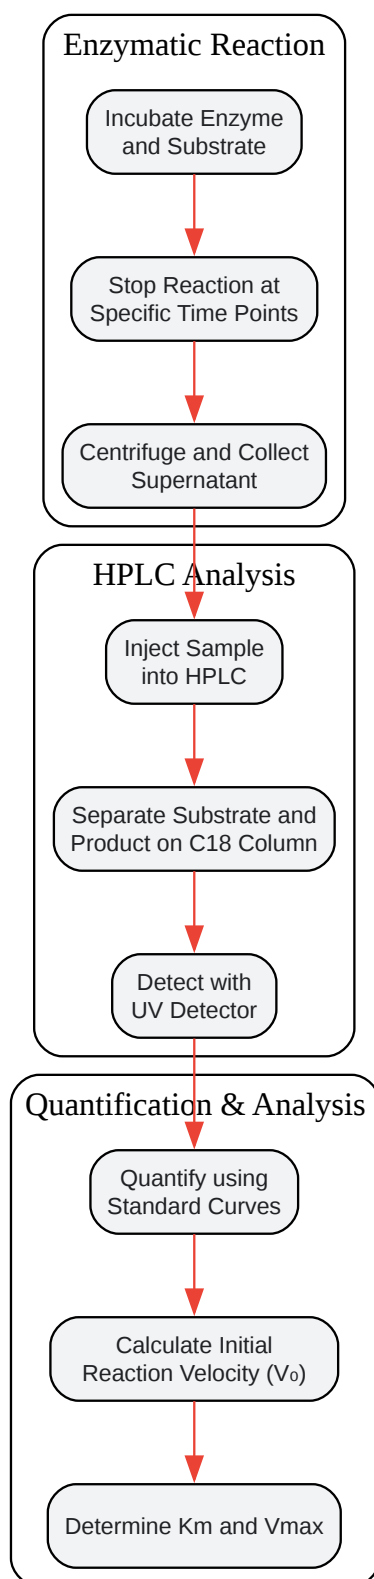 Enzymatic Reaction
Incubate Enzyme
and Substrate
Stop Reaction at
Specific Time Points
Centrifuge and Collect
Supernatant
HPLC Analysis
Inject Sample
into HPLC
Separate Substrate and
Product on C18 Column
Detect with
UV Detector
Quantification & Analysis
Quantify using
Standard Curves
Calculate Initial
Reaction Velocity (V₀)
Determine Km and Vmax